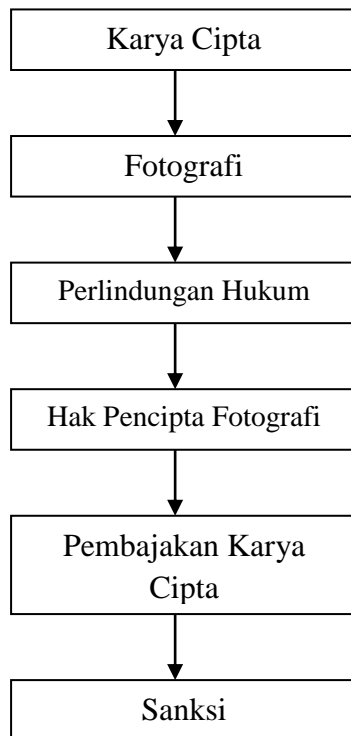 Karya Cipta
Fotografi
Perlindungan Hukum
Hak Pencipta Fotografi
Pembajakan Karya
Cipta
Sanksi